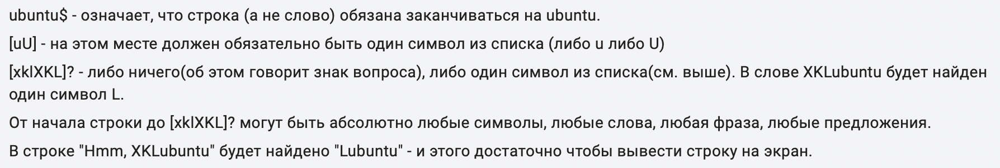 ubuntu$ - означает, что строка (а не слово) обязана заканчиваться на ubuntu.
[uU] - на этом месте должен обязательно быть один символ из списка (либо u либо U)
[xklXKL]? - либо ничего(об этом говорит знак вопроса), либо один символ из списка(см. выше). В слове XKLubuntu будет найден
один символ L.
От начала строки до [xklXKL]? могут быть абсолютно любые символы, любые слова, любая фраза, любые предложения.
В строке "Hmm, XKLubuntu" будет найдено "Lubuntu" - и этого достаточно чтобы вывести строку на экран.